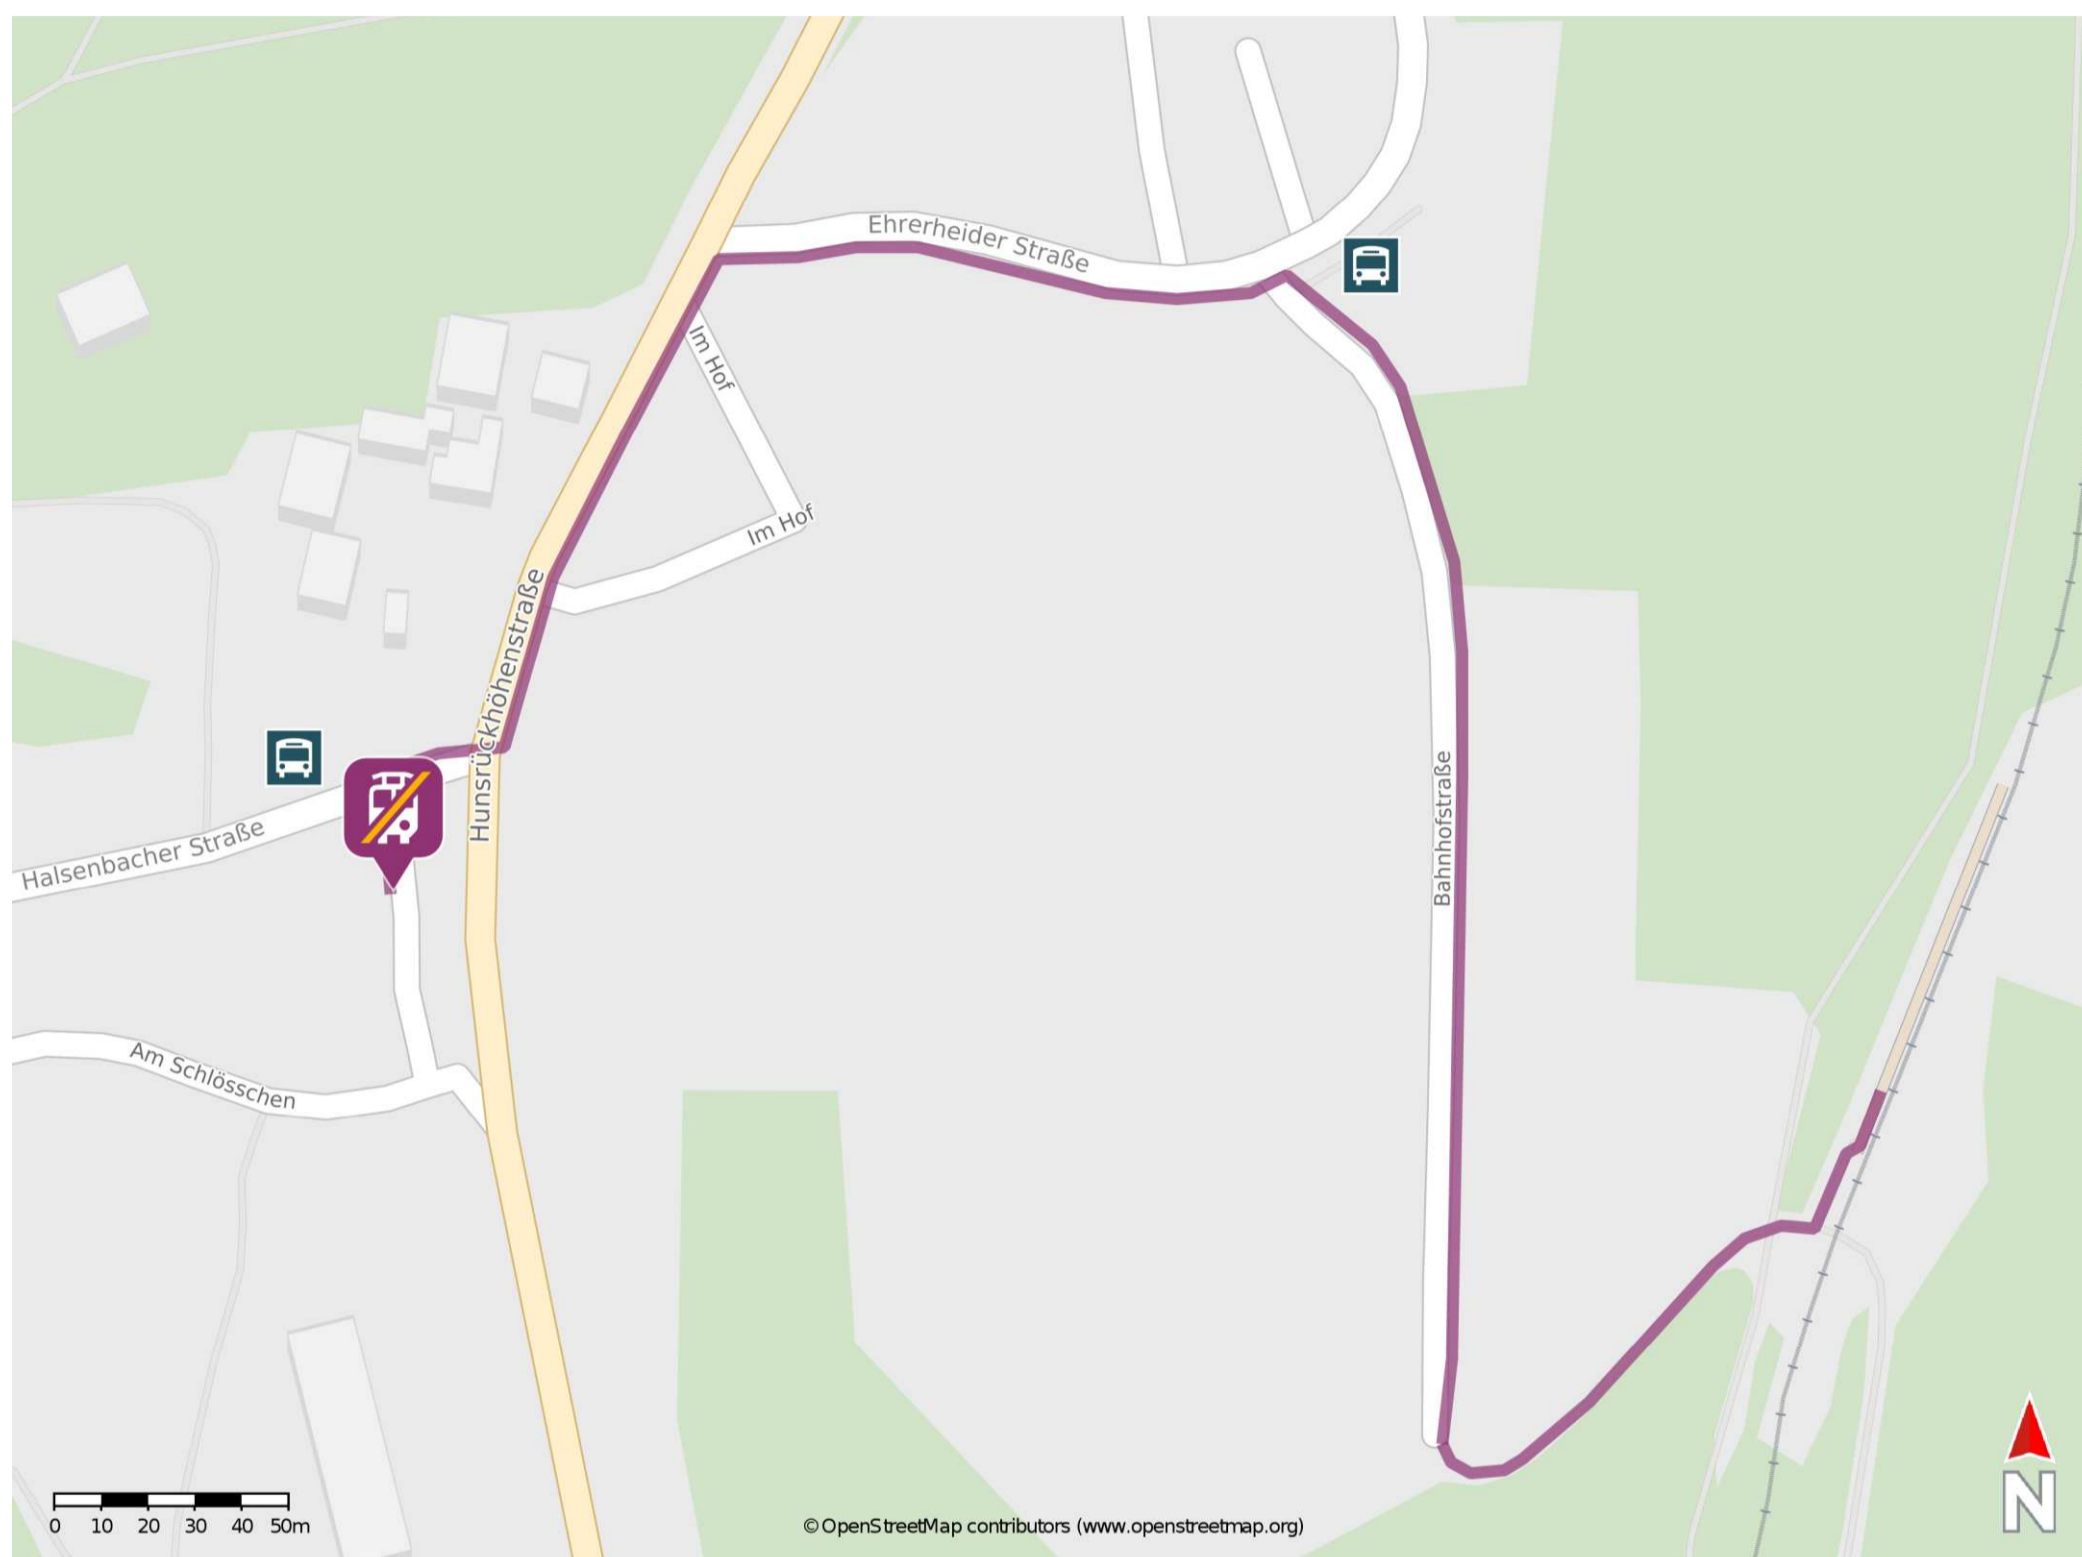 Ehrerheider Straße
Im Hof
Im Hof
Hunsrückhöhenstraße
Halsenbacher Straße
Bahnhofstraße
Am Schlösschen
0 10 20 30 40 50m
© OpenStreetMap contributors (www.openstreetmap.org)
N